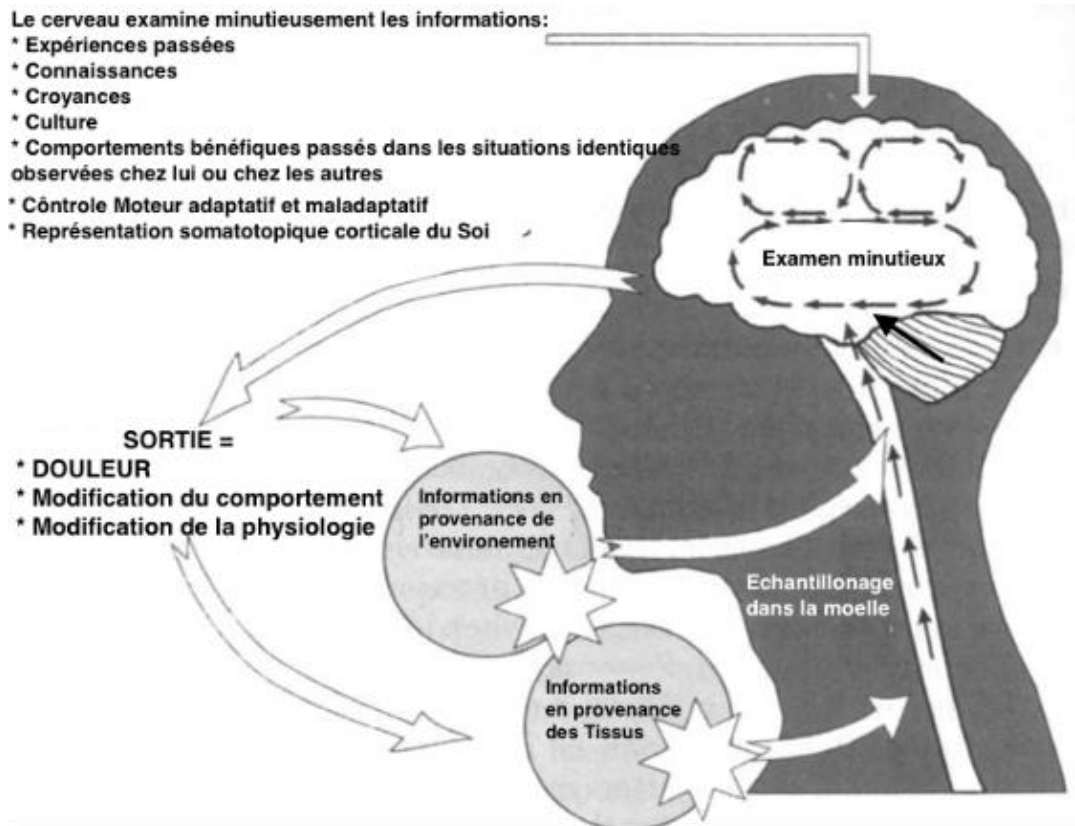 Le cerveau examine minutieusement les informations:
* Expériences passées
* Connaissances
* Croyances
* Culture
* Comportements bénéfiques passés dans les situations identiques
observées chez lui ou chez les autres
* Côntrole Moteur adaptatif et maladaptatif
* Représentation somatotopique corticale du Soi
Examen minutieux
SORTIE =
* DOULEUR
* Modification du comportement
* Modification de la physiologie
Informations en
provenance de
l'environement
Echantillonage
dans la moelle
Informations
en provenance
des Tissus